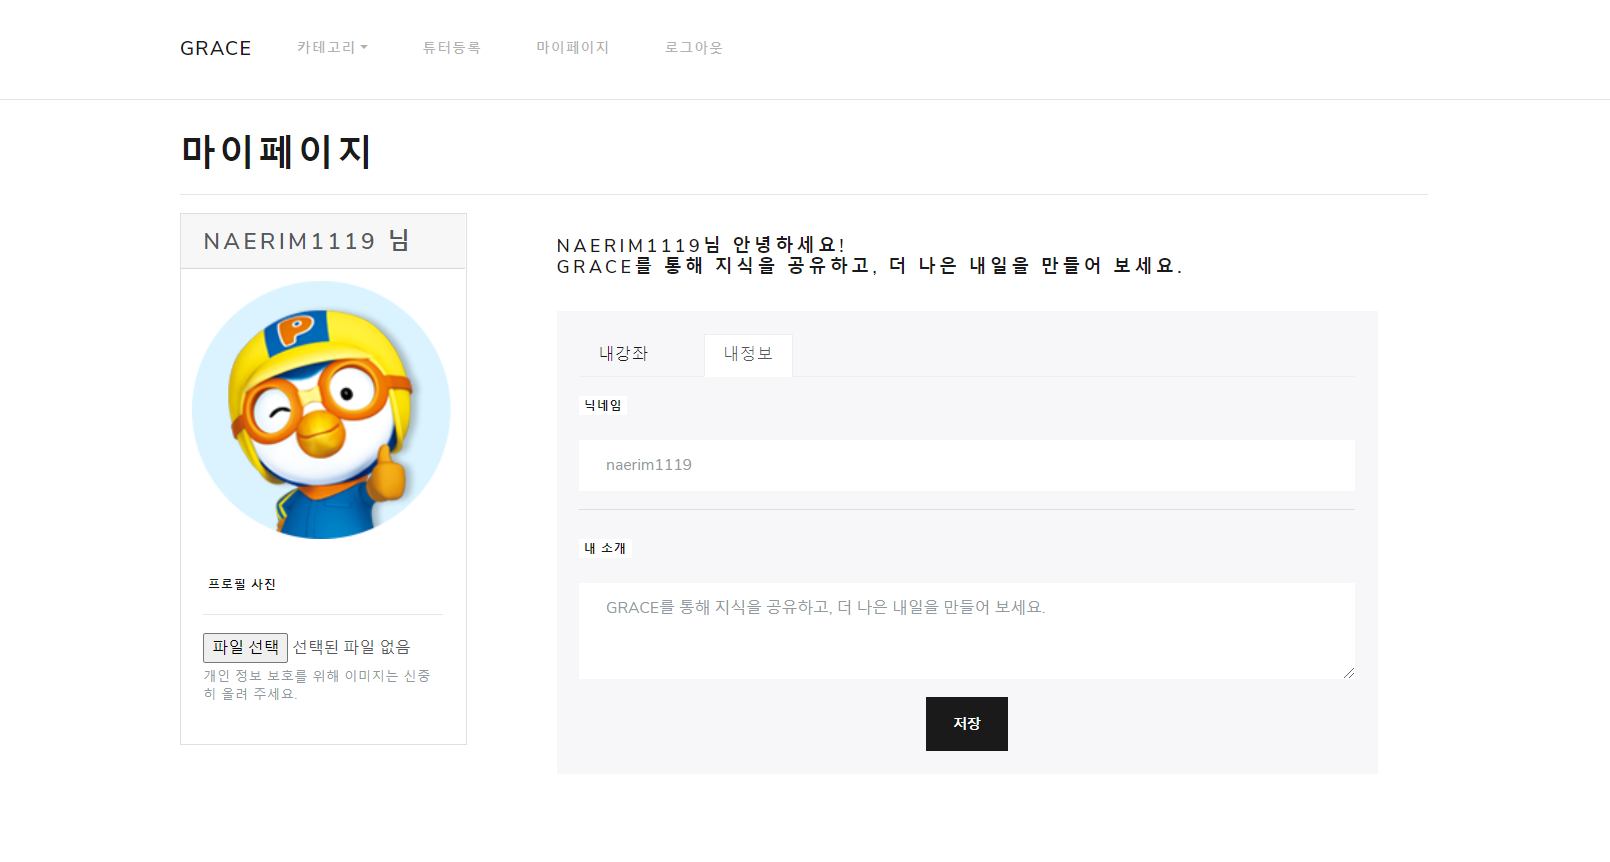 GRACE 카테고리 튜터등록 마이페이지 로그아웃
마이페이지
NAERIM1119 님
P
프로필 사진
파일 선택 선택된 파일 없음
개인 정보 보호를 위해 이미지는 신중
히 올려 주세요.
NAERIM1119님 안녕하세요!
GRACE를 통해 지식을 공유하고, 더 나은 내일을 만들어 보세요.
내강좌 내정보
닉네임
naerim1119
내 소개
GRACE를 통해 지식을 공유하고, 더 나은 내일을 만들어 보세요.
저장